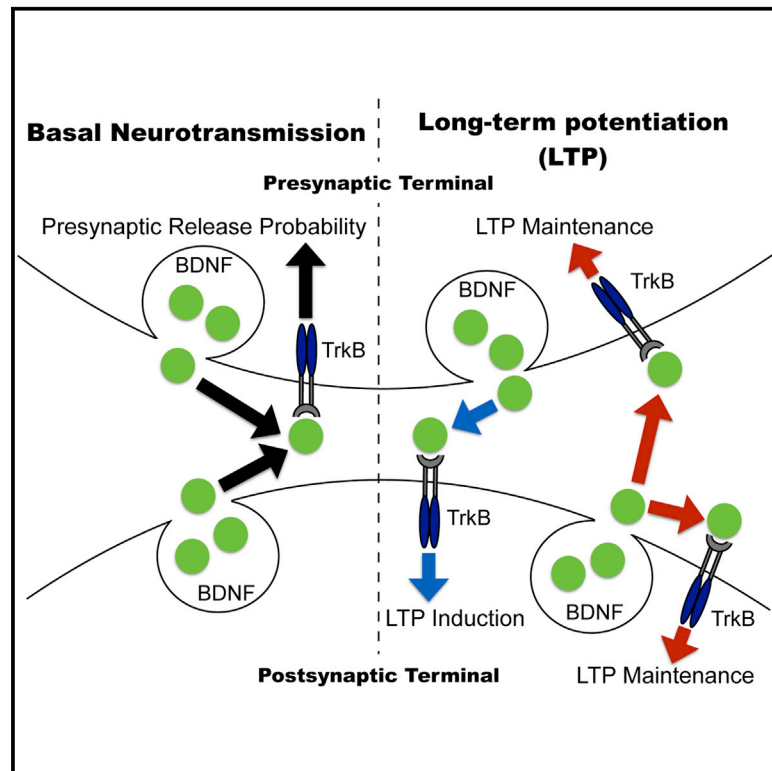 Basal Neurotransmission
Long-term potentiation
(LTP)
Presynaptic Terminal
Presynaptic Release Probability
BDNF
TrkB
BDNF
LTP Maintenance
BDNF
TrkB
TrkB
LTP Induction
BDNF
TrkB
LTP Maintenance
Postsynaptic Terminal